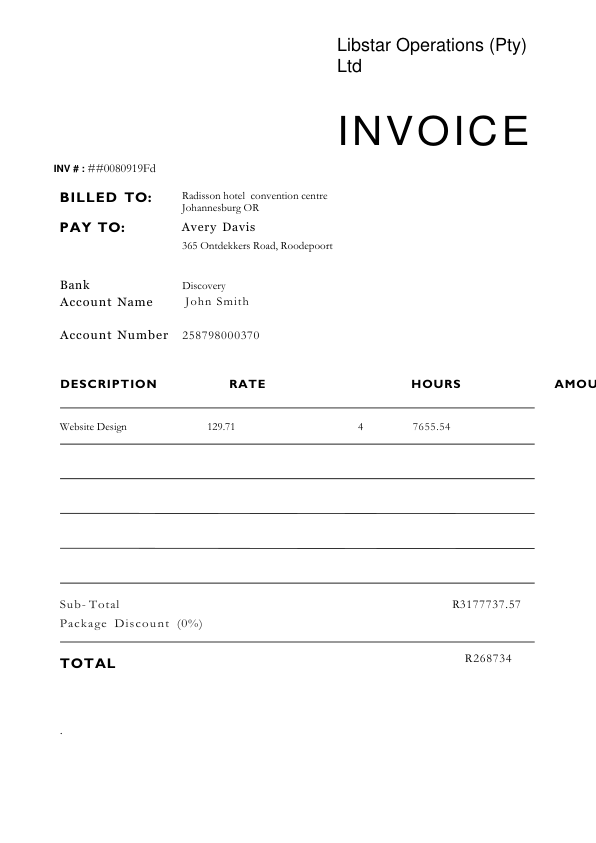 Libstar Operations (Pty)
Ltd
INVOICE
INV # : ##0080919Fd
BILLED TO: Radisson hotel convention centre
Johannesburg OR
PAY TO: Avery Davis
365 Ontdekkers Road, Roodepoort
Bank Discovery
Account Name John Smith
Account Number 258798000370
DESCRIPTION RATE HOURS AMOU
Website Design 129.71 4 7655.54
Sub-Total R3177737.57
Package Discount (0%)
TOTAL R268734
.